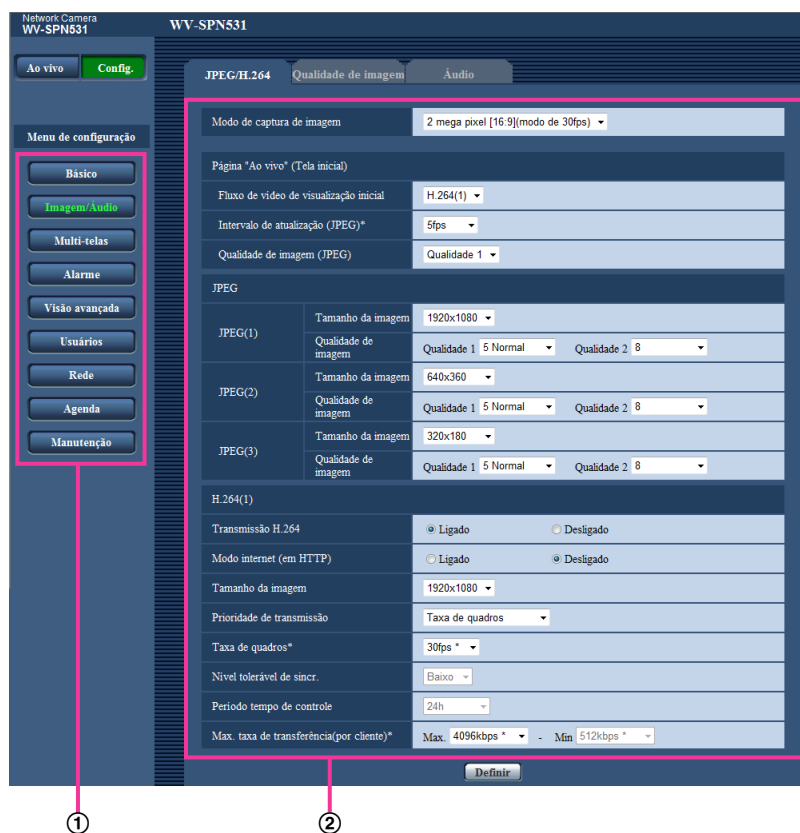 Network Camera
WV-SPN531
WV-SPN531
Ao vivo Config.
Menu de configuração
Básico
Imagem/Áudio
Multi-telas
Alarme
Visão avançada
Usuários
Rede
Agenda
Manutenção
JPEG/H.264 Qualidade de imagem Áudio
Modo de captura de imagem 2 mega pixel [16:9](modo de 30fps)
Página "Ao vivo" (Tela inicial)
Fluxo de vídeo de visualização inicial H.264(1)
Intervalo de atualização (JPEG)* 5fps
Qualidade de imagem (JPEG) Qualidade 1
JPEG
JPEG(1)
Tamanho da imagem 1920x1080
Qualidade de imagem Qualidade 1 5 Normal Qualidade 2 8
JPEG(2)
Tamanho da imagem 640x360
Qualidade de imagem Qualidade 1 5 Normal Qualidade 2 8
JPEG(3)
Tamanho da imagem 320x180
Qualidade de imagem Qualidade 1 5 Normal Qualidade 2 8
H.264(1)
Transmissão H.264 Ligado Desligado
Modo internet (em HTTP) Ligado Desligado
Tamanho da imagem 1920x1080
Prioridade de transmissão Taxa de quadros
Taxa de quadros* 30fps *
Nível tolerável de sincr. Baixo
Período tempo de controle 24h
Max. taxa de transferência(por cliente)* Max. 4096kbps * - Min 512kbps *
Definir
① ②